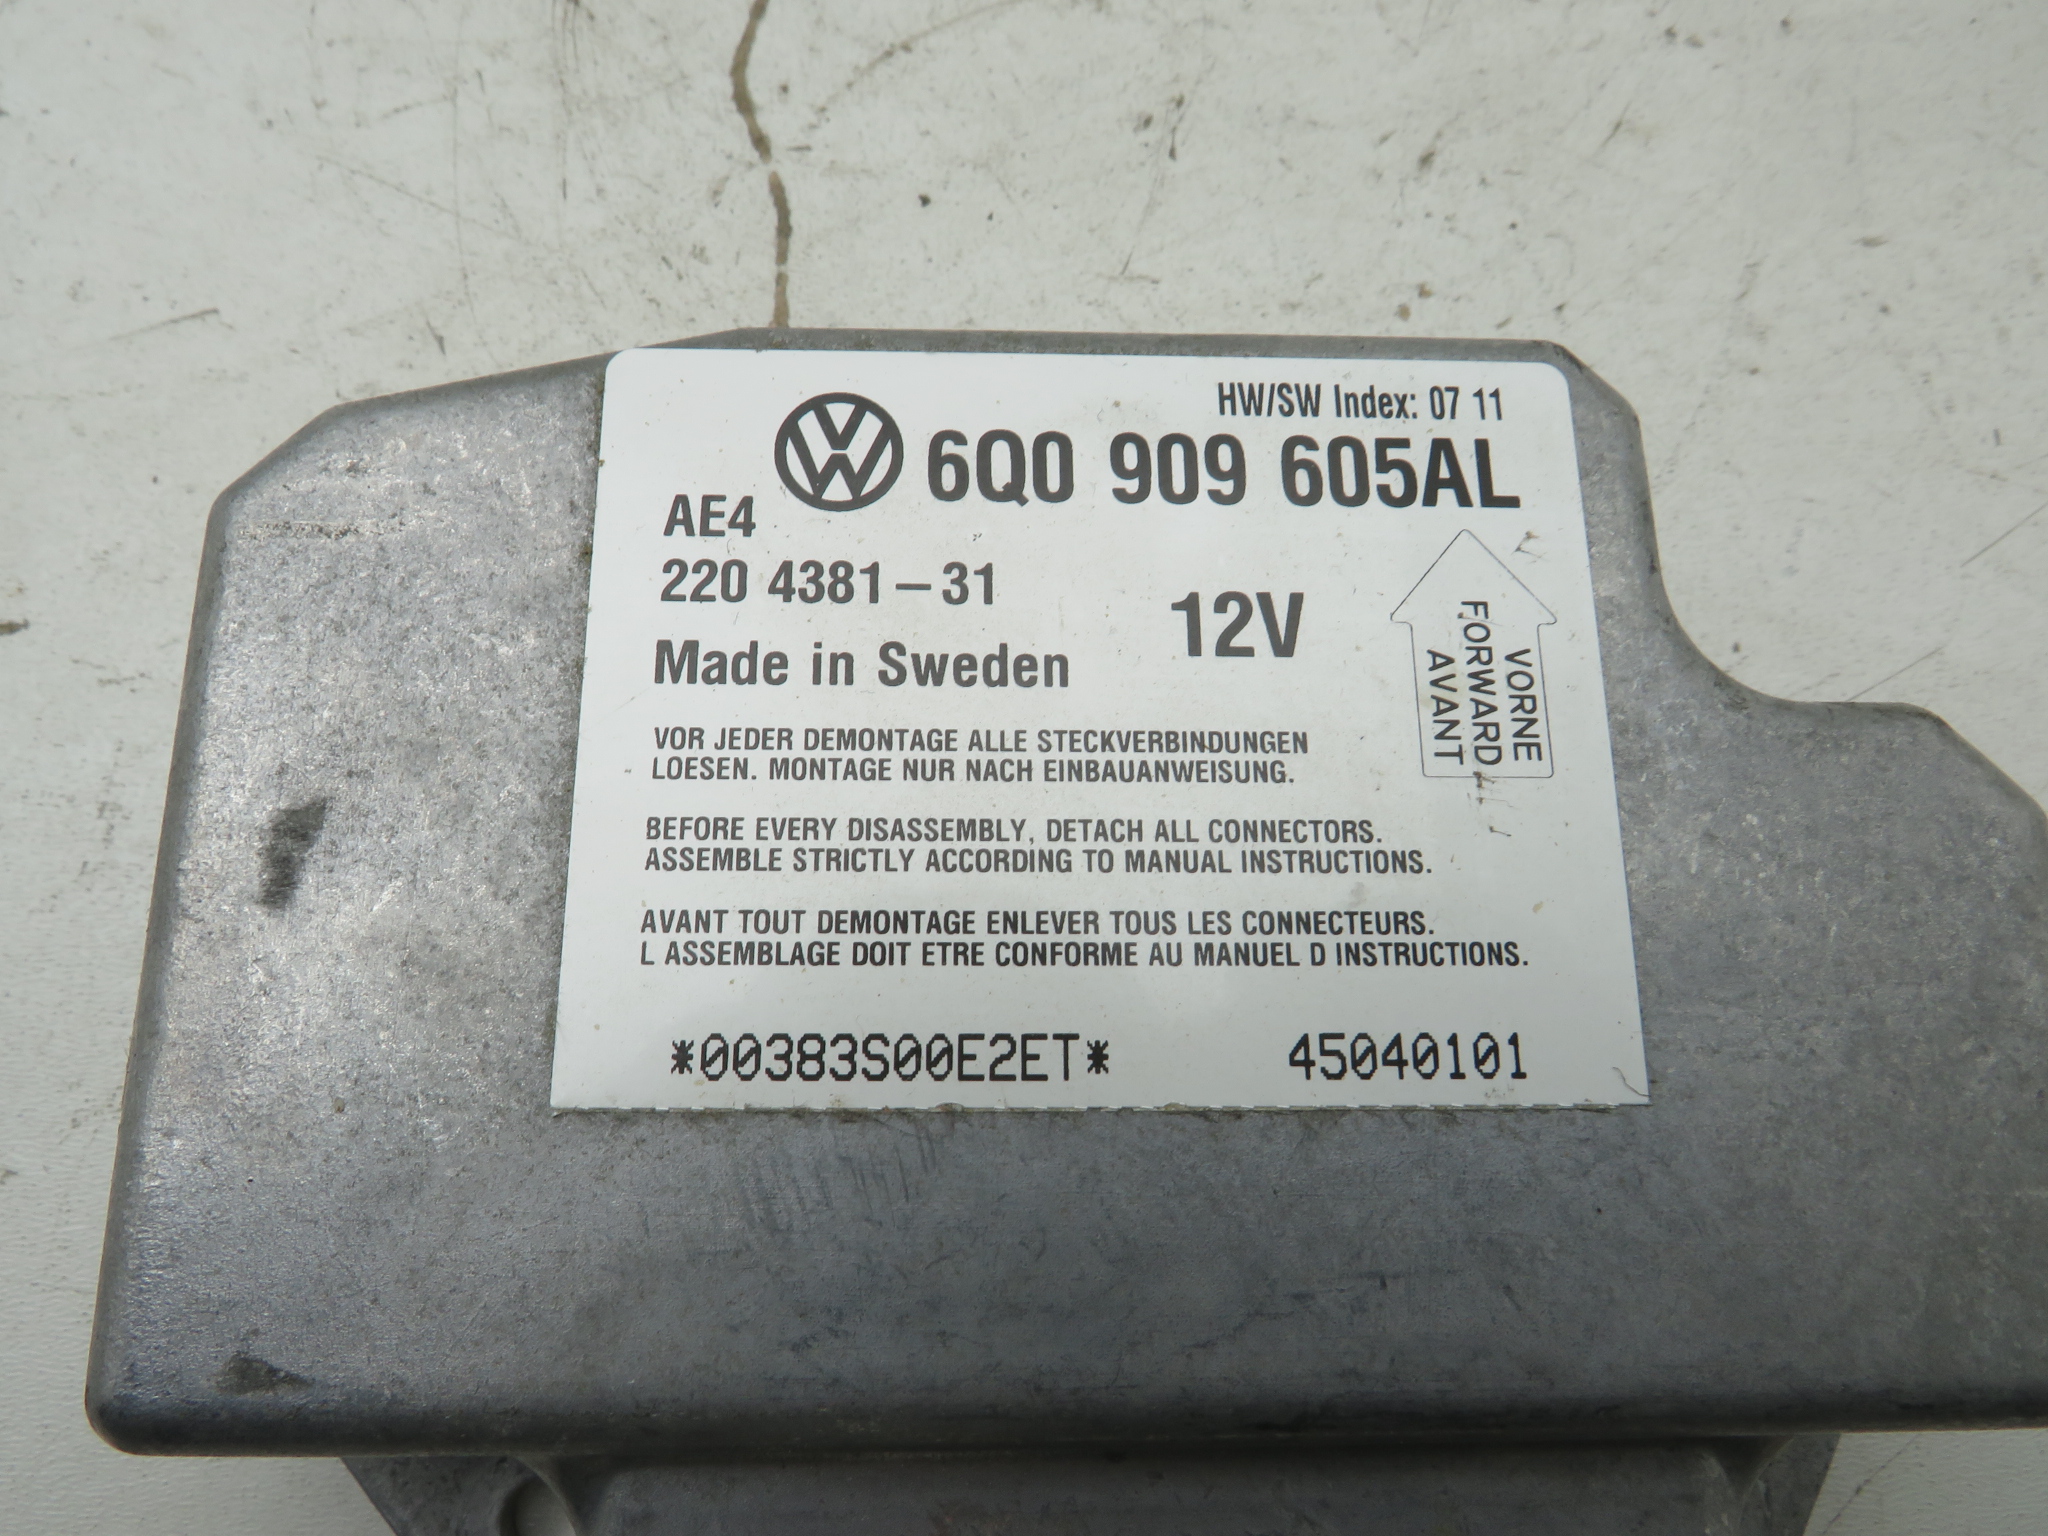 HW/SW Index: 07 11
6Q0 909 605AL
AE4
220 4381-31
12V
Made in Sweden
VORNE
FORWARD
AVANT
VOR JEDER DEMONTAGE ALLE STECKVERBINDUNGEN
LOESEN. MONTAGE NUR NACH EINBAUANWEISUNG.
BEFORE EVERY DISASSEMBLY, DETACH ALL CONNECTORS.
ASSEMBLE STRICTLY ACCORDING TO MANUAL INSTRUCTIONS.
AVANT TOUT DEMONTAGE ENLEVER TOUS LES CONNECTEURS.
L ASSEMBLAGE DOIT ETRE CONFORME AU MANUEL D INSTRUCTIONS.
*00383S00E2ET* 45040101